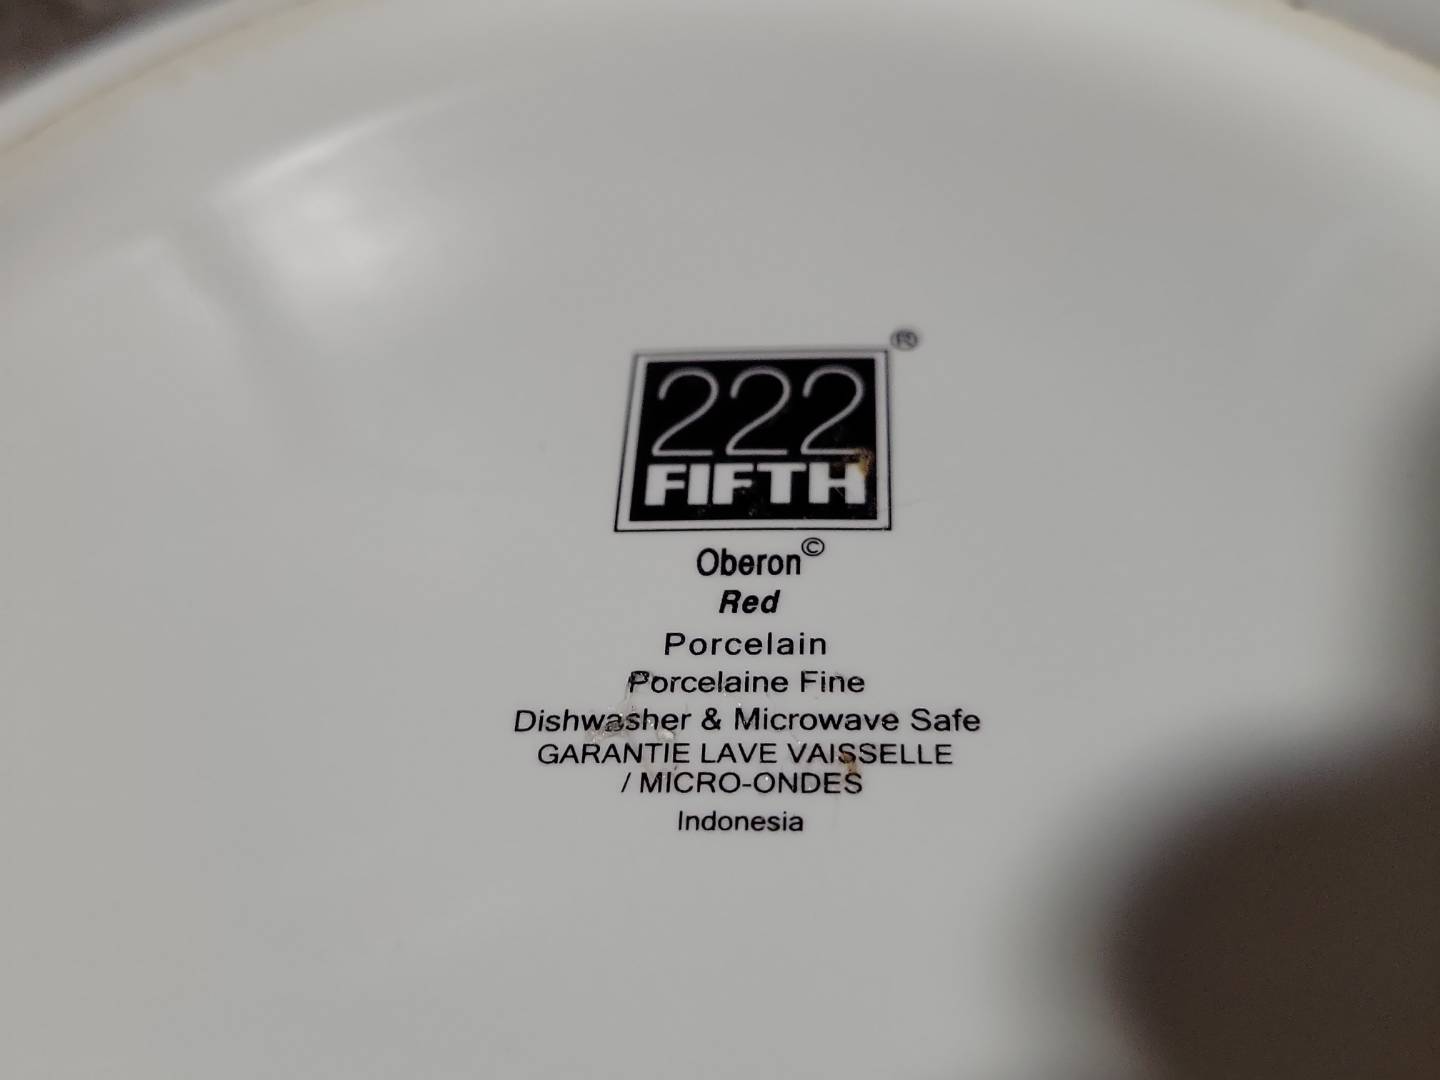 222
FIFTH®
Oberon©
Red
Porcelain
Porcelaine Fine
Dishwasher & Microwave Safe
GARANTIE LAVE VAISSELLE
/ MICRO-ONDES
Indonesia